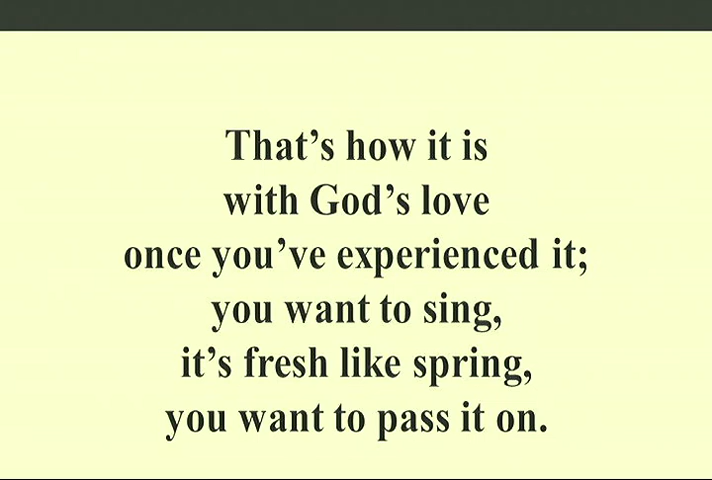 That’s how it is
with God’s love
once you’ve experienced it;
you want to sing,
it’s fresh like spring,
you want to pass it on.